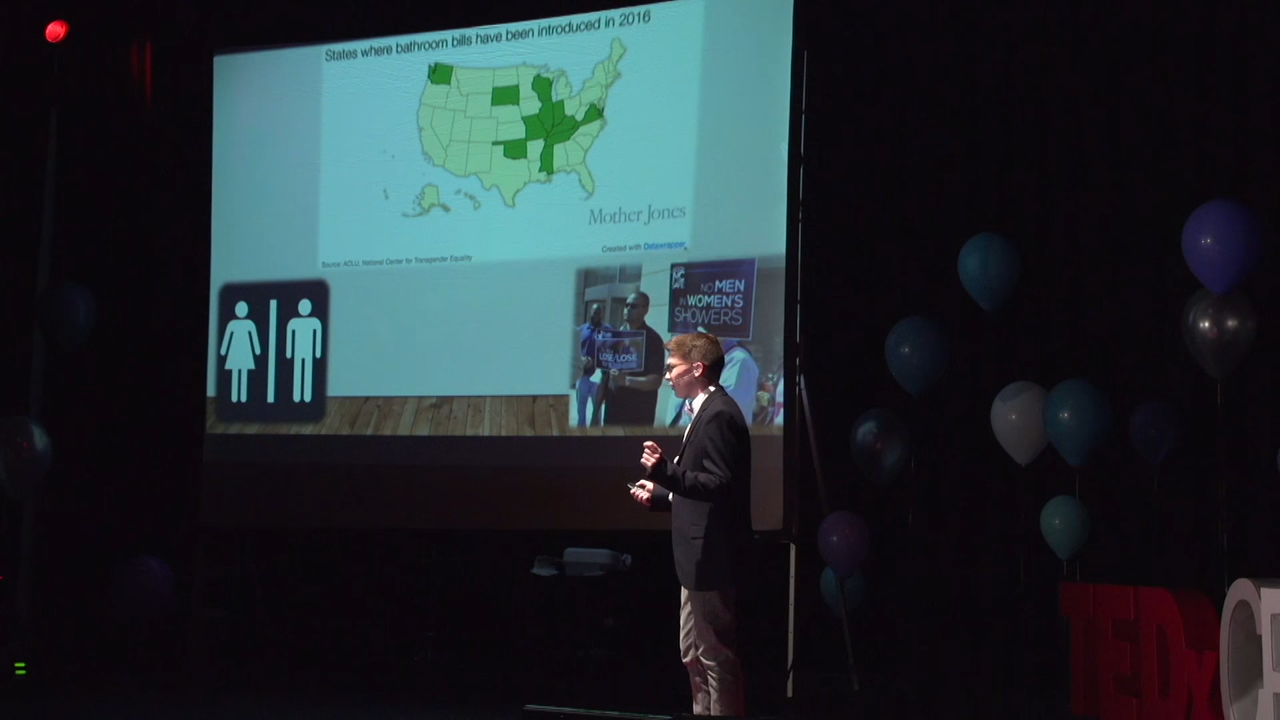 States where bathroom bills have been introduced in 2016
Mother Jones
Created with Datawrapper
Source: ACLU, National Center for Transgender Equality
NO MEN
IN WOMEN'S
SHOWERS
LOSE/LOSE
TEDx